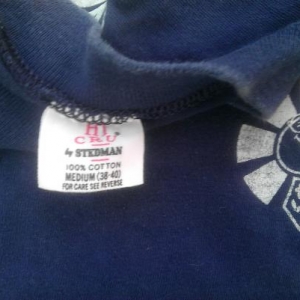 HI
CRU
by STEDMAN
100% COTTON
MEDIUM (38-40)
FOR CARE SEE REVERSE